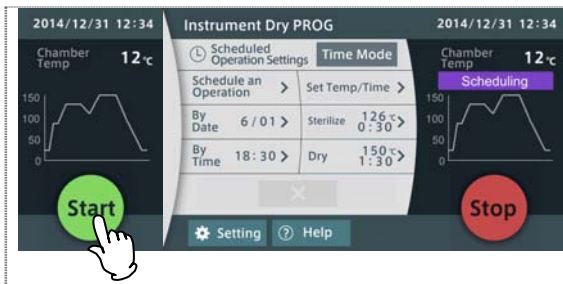 2014/12/31 12:34
Chamber
Temp
12℃
150
100
50
0
Start
Instrument Dry PROG
Scheduled
Operation Settings
Time Mode
Schedule an
Operation >
Set Temp/Time >
By
Date 6/01 >
Sterilize 126℃
0:30 >
By
Time 18:30 >
Dry 150℃
1:30 >
Setting
? Help
2014/12/31 12:34
Chamber
Temp
12℃
Scheduling
150
100
50
0
Stop